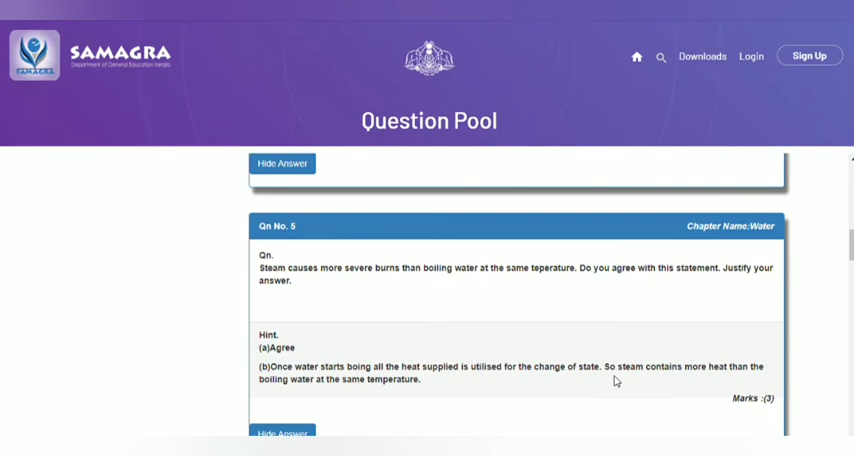 SAMAGRA
Department of General Education Kerala
SAMAGRA
Downloads
Login
Sign Up
Question Pool
Hide Answer
Qn No. 5
Chapter Name:Water
Qn.
Steam causes more severe burns than boiling water at the same teperature. Do you agree with this statement. Justify your
answer.
Hint.
(a)Agree
(b)Once water starts boing all the heat supplied is utilised for the change of state. So steam contains more heat than the
boiling water at the same temperature.
Marks :(3)
Hide Answer